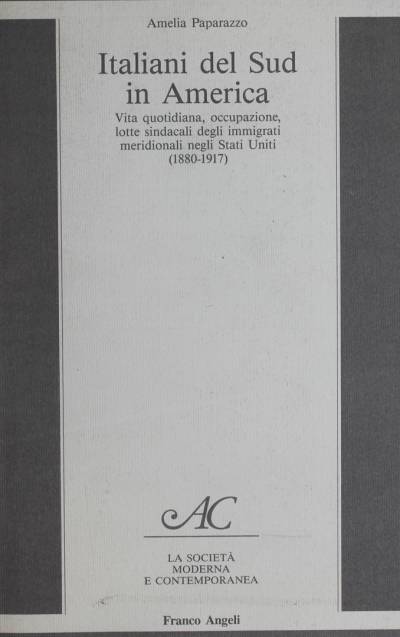 Amelia Paparazzo
Italiani del Sud
in America
Vita quotidiana, occupazione,
lotte sindacali degli immigrati
meridionali negli Stati Uniti
(1880-1917)
AC
LA SOCIETÀ
MODERNA
E CONTEMPORANEA
Franco Angeli